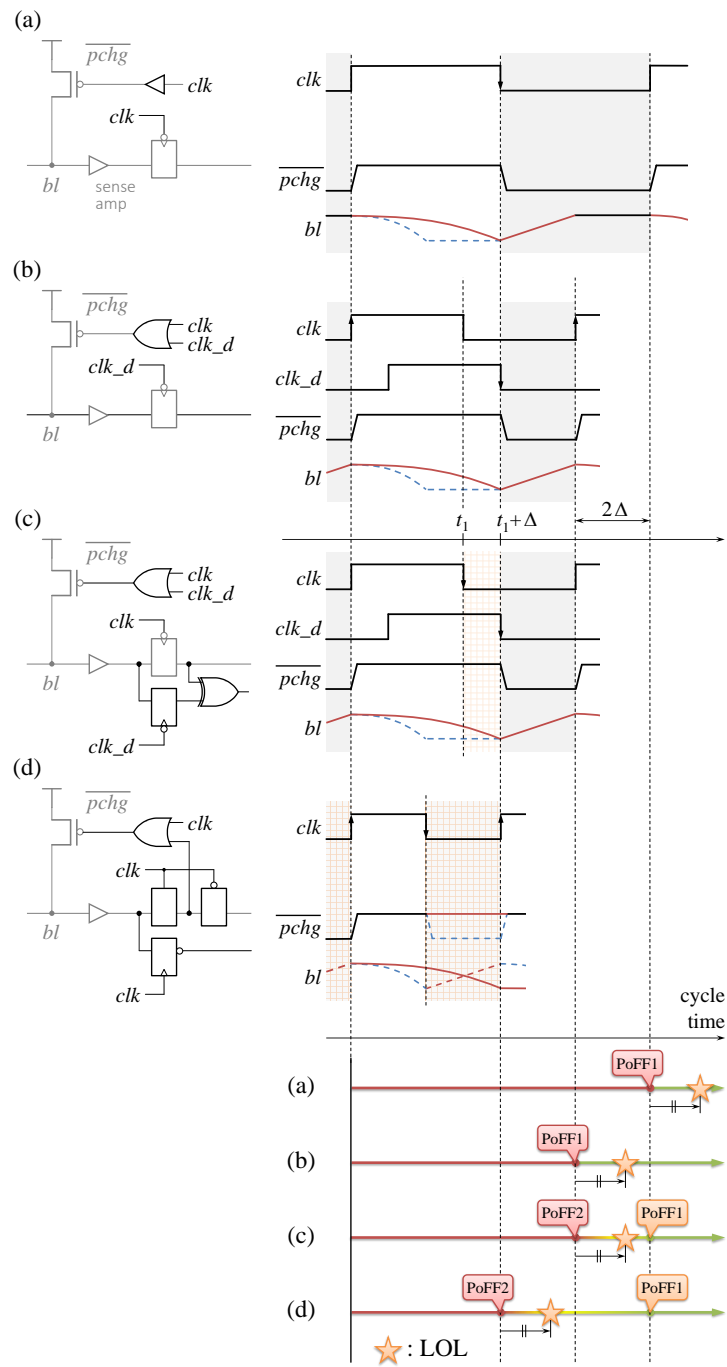 (a)
pchg
clk
clk
bl
sense
amp
clk
pchg
bl
(b)
pchg
clk
clk_d
clk_d
bl
clk
clk_d
pchg
bl
t1
t1+Δ
2Δ
(c)
pchg
clk
clk_d
clk
bl
clk_d
clk
clk_d
pchg
bl
(d)
pchg
clk
clk
bl
clk
clk
pchg
bl
cycle
time
(a)
PoFF1
(b)
PoFF1
(c)
PoFF2
PoFF1
(d)
PoFF2
PoFF1
: LOL